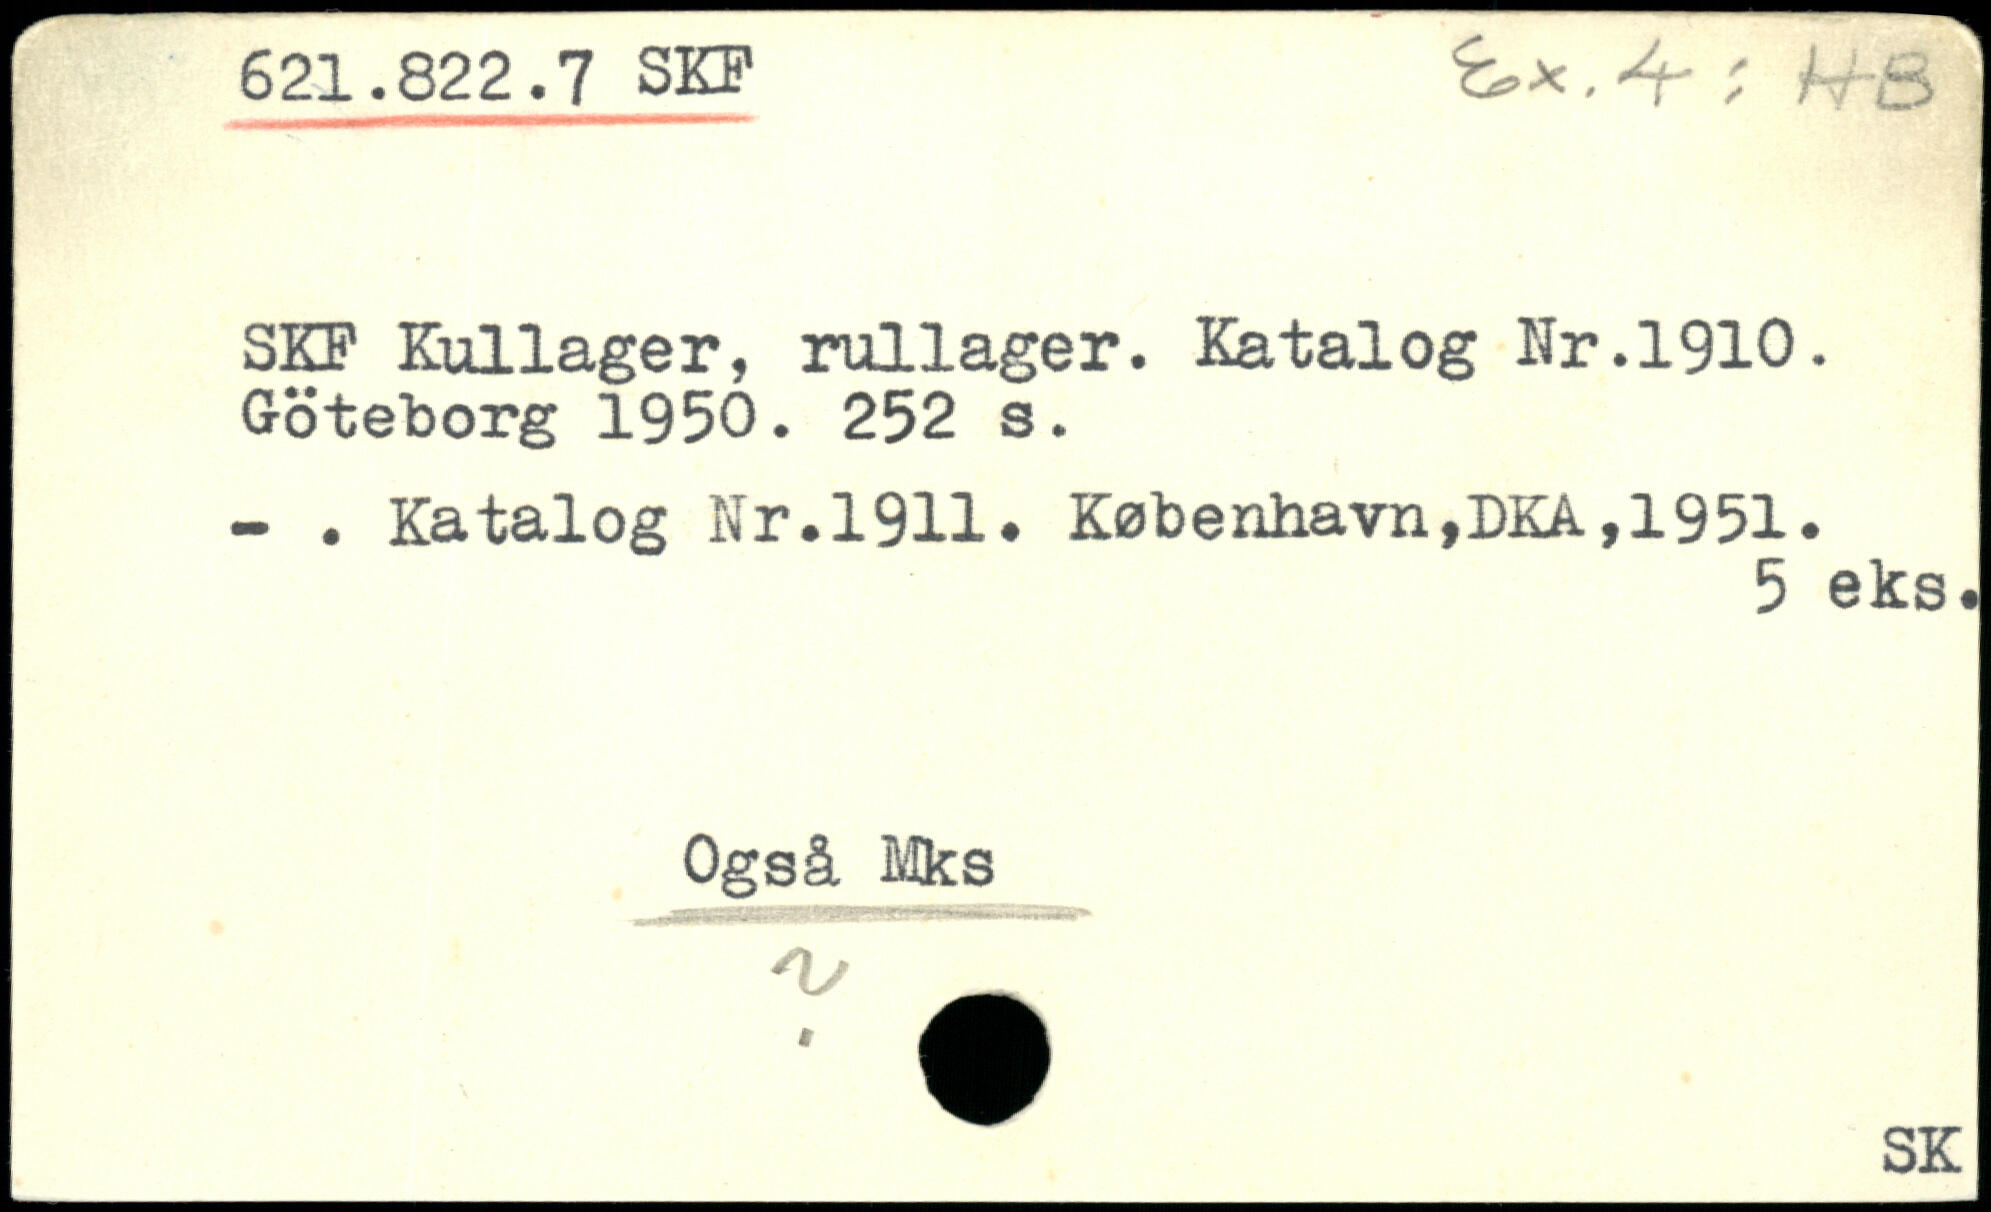 621.822.7 SKF
Ex. 4: HB
SKF Kullager, rullager. Katalog Nr.1910.
Göteborg 1950. 252 s.
- . Katalog Nr.1911. København,DKA,1951.
5 eks.
Også Mks
?
SK